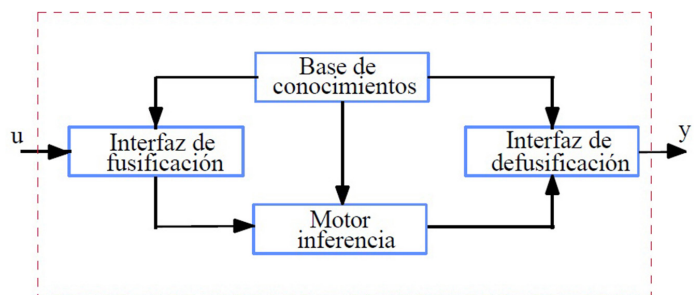 Base de
conocimientos
u
Interfaz de
fusificación
Interfaz de
defusificación
y
Motor
inferencia